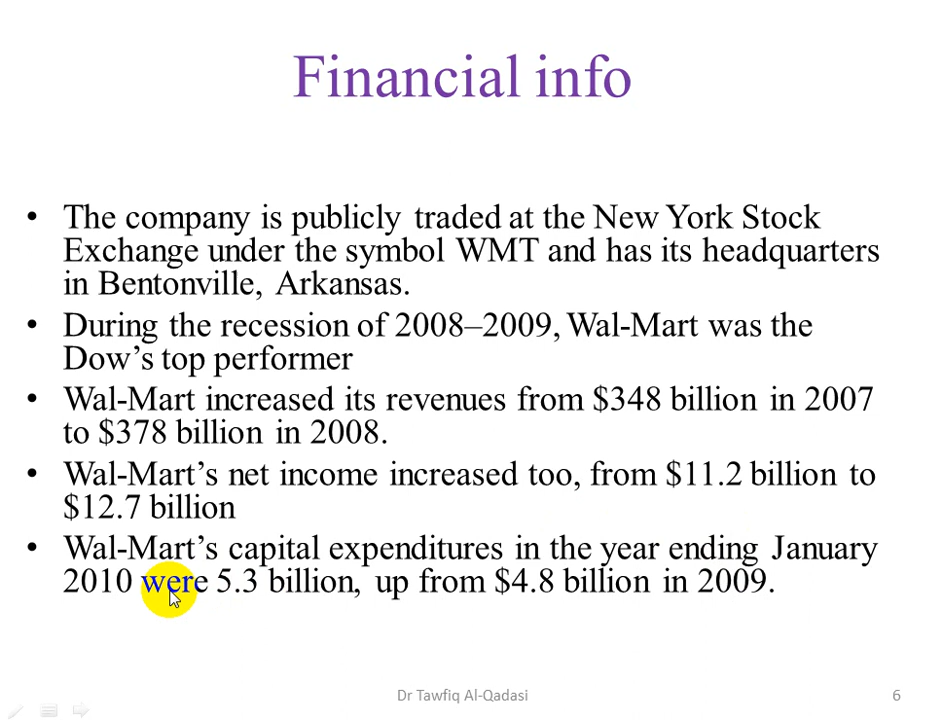 Financial info
• The company is publicly traded at the New York Stock
Exchange under the symbol WMT and has its headquarters
in Bentonville, Arkansas.
• During the recession of 2008–2009, Wal-Mart was the
Dow’s top performer
• Wal-Mart increased its revenues from $348 billion in 2007
to $378 billion in 2008.
• Wal-Mart’s net income increased too, from $11.2 billion to
$12.7 billion
• Wal-Mart’s capital expenditures in the year ending January
2010 were 5.3 billion, up from $4.8 billion in 2009.
Dr Tawfiq Al-Qadasi
6